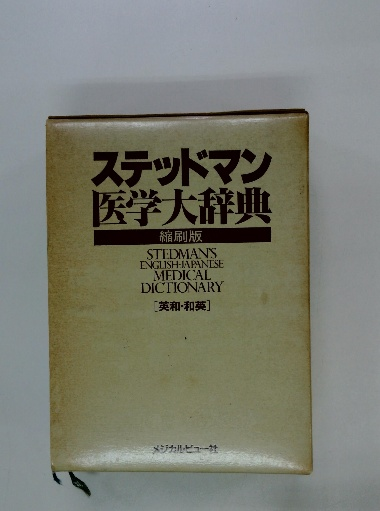 ステッドマン
医学大辞典
縮刷版
STEDMAN'S
ENGLISH-JAPANESE
MEDICAL
DICTIONARY
[英和・和英]
メジカルビュー社